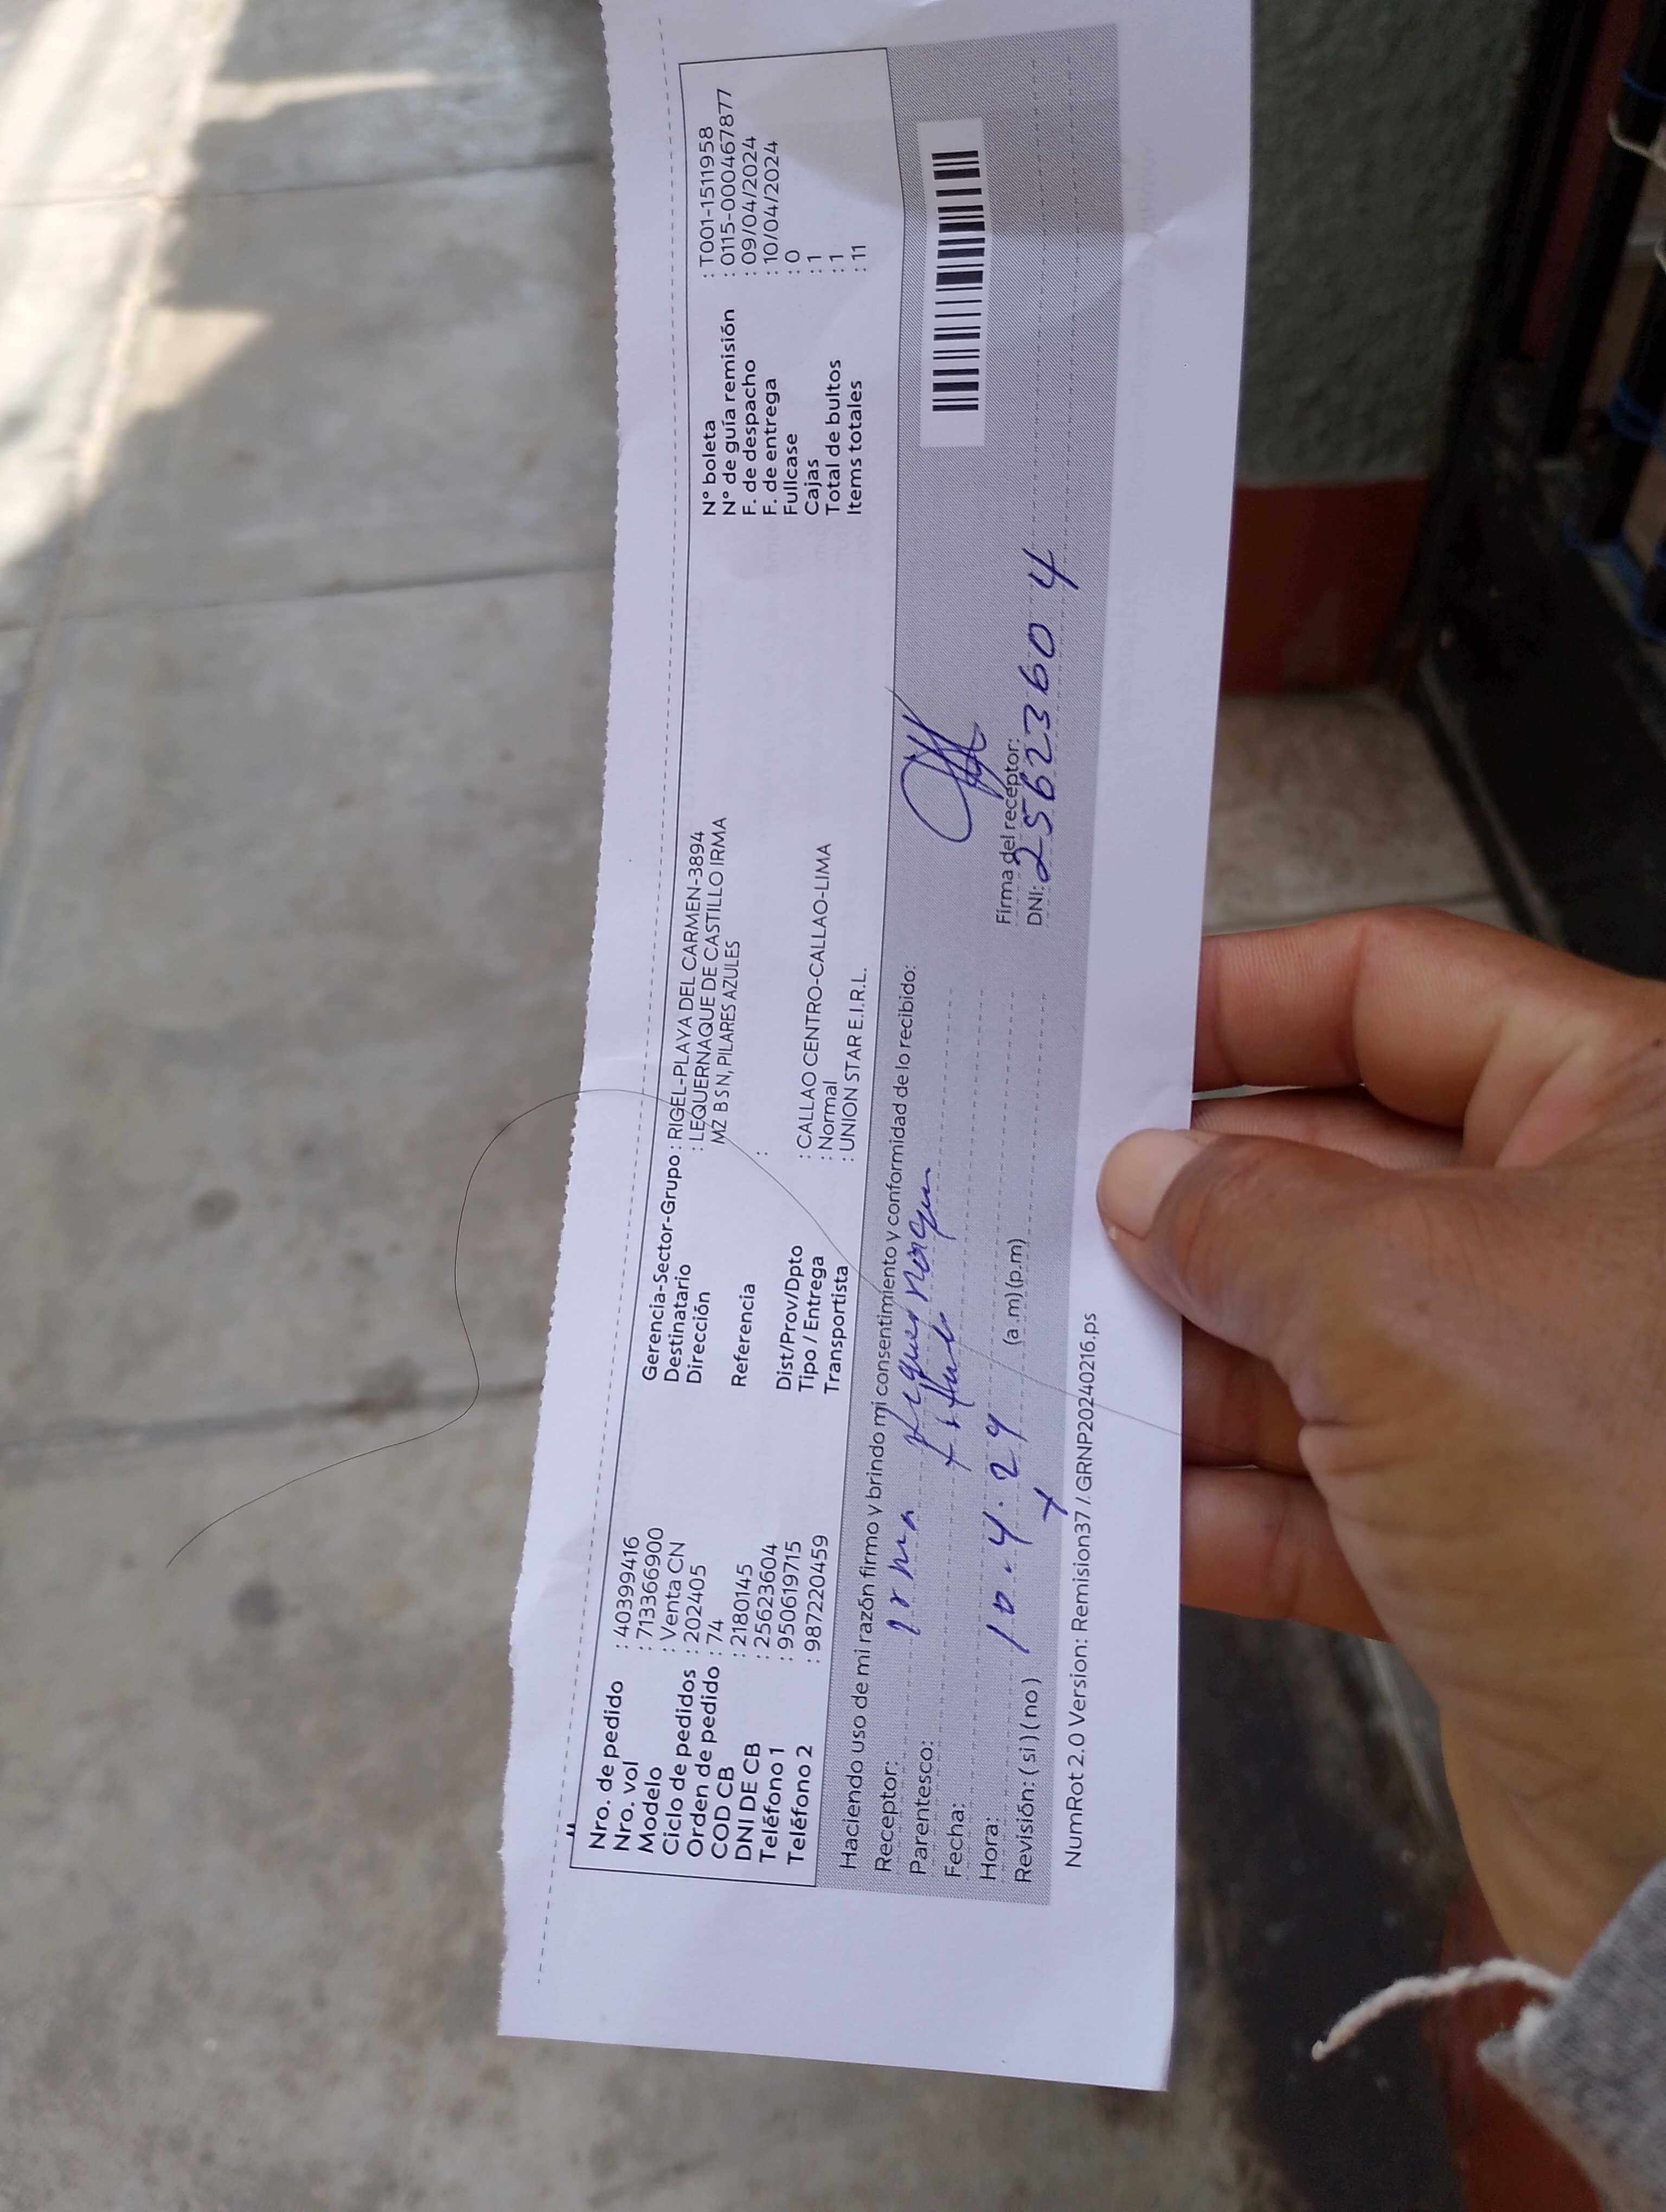 Nro. de pedido : 40399416
Nro. vol : 713366900
Modelo : Venta CN
Ciclo de pedidos : 202405
Orden de pedido : 74
COD CB : 2180145
DNI DE CB : 25623604
Teléfono 1 : 950619715
Teléfono 2 : 987220459
Gerencia-Sector-Grupo : RIGEL-PLAYA DEL CARMEN-3894
Destinatario : LEQUERNAQUE DE CASTILLO IRMA
Dirección MZ B S N, PILARES AZULES
Referencia :
Dist/Prov/Dpto : CALLAO CENTRO-CALLAO-LIMA
Tipo / Entrega : Normal
Transportista : UNION STAR E.I.R.L.
N° boleta : T001-1511958
N° de guía remisión : 0115-0004467877
F. de despacho : 09/04/2024
F. de entrega : 10/04/2024
Fullcase : 0
Cajas : 1
Total de bultos : 1
Items totales : 11
Haciendo uso de mi razón firmo y brindo mi consentimiento y conformidad de lo recibido:
Receptor: Irma Lequernaque
Parentesco:
Fecha: 10.4.24
Hora: (a.m) (p.m)
Revisión: ( si ) ( no )
Firma del receptor:
DNI: 25623604
NumRot 2.0 Version: Remision37 /.GRNP20240216.ps